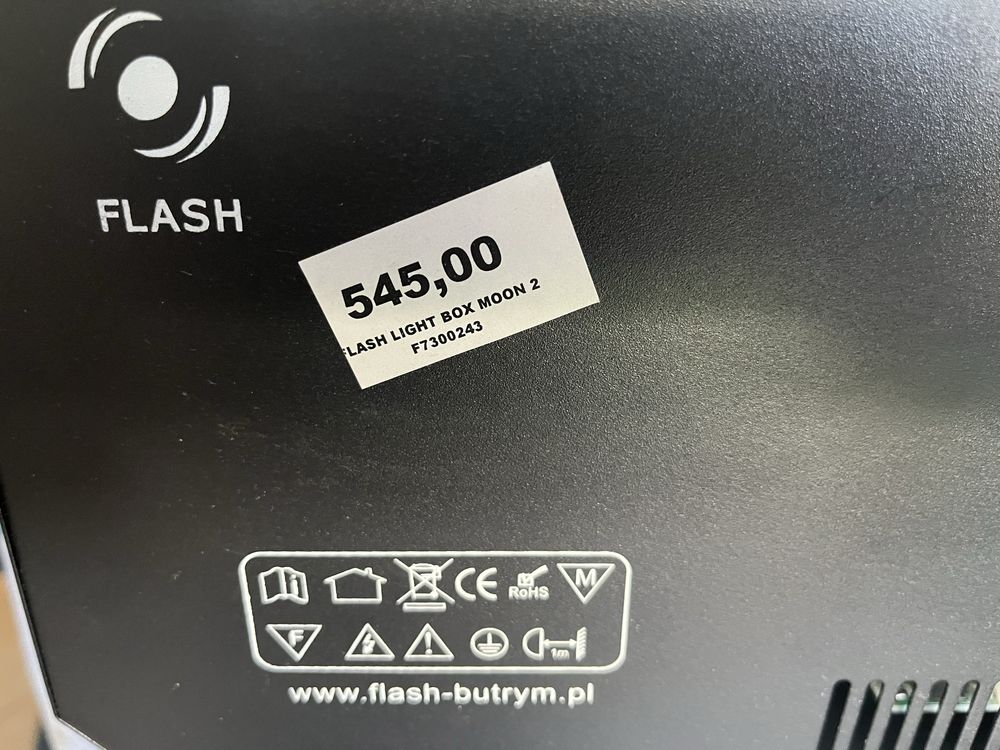 FLASH
545,00
FLASH LIGHT BOX MOON 2
F7300243
i CE RoHS M
F 1m
www.flash-butrym.pl